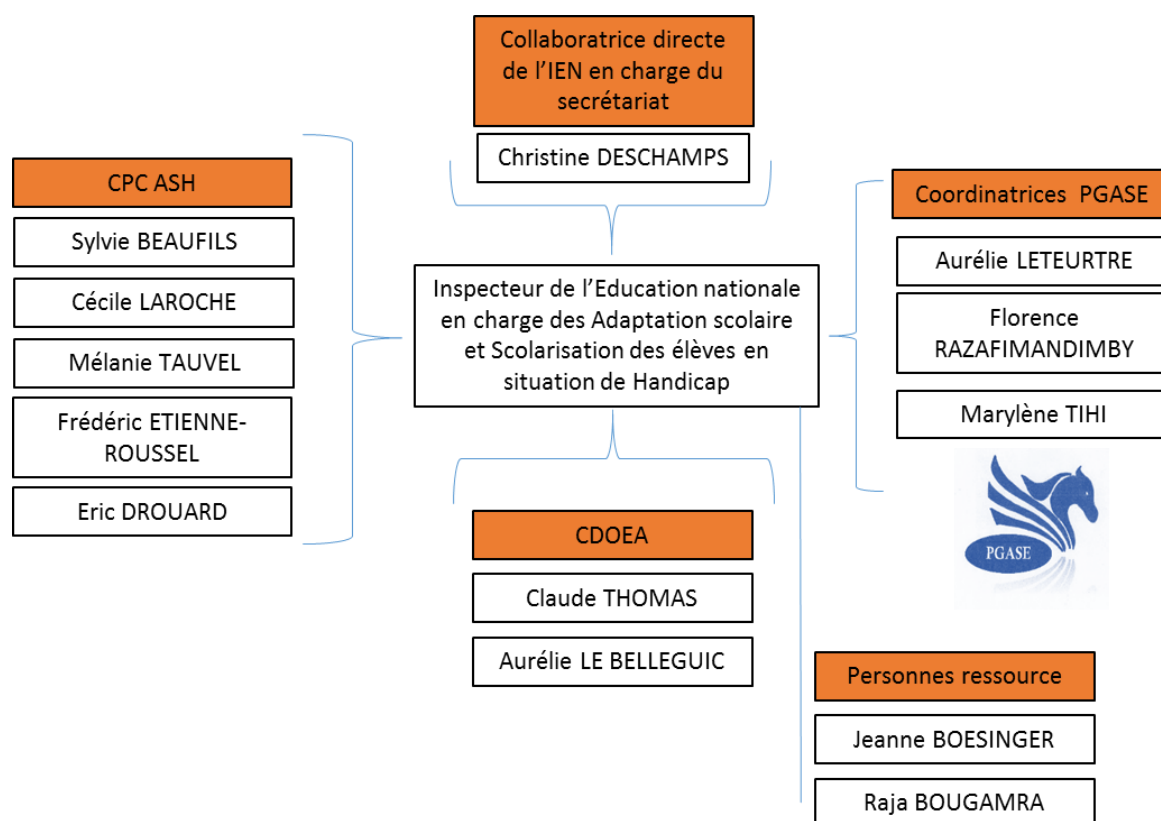 Collaboratrice directe
de l'IEN en charge du
secrétariat
Christine DESCHAMPS
CPC ASH
Sylvie BEAUFILS
Cécile LAROCHE
Mélanie TAUVEL
Frédéric ETIENNE-
ROUSSEL
Eric DROUARD
Inspecteur de l'Education nationale
en charge des Adaptation scolaire
et Scolarisation des élèves en
situation de Handicap
Coordinatrices PGASE
Aurélie LETEURTRE
Florence
RAZAFIMANDIMBY
Marylène TIHI
PGASE
CDOEA
Claude THOMAS
Aurélie LE BELLEGUIC
Personnes ressource
Jeanne BOESINGER
Raja BOUGAMRA